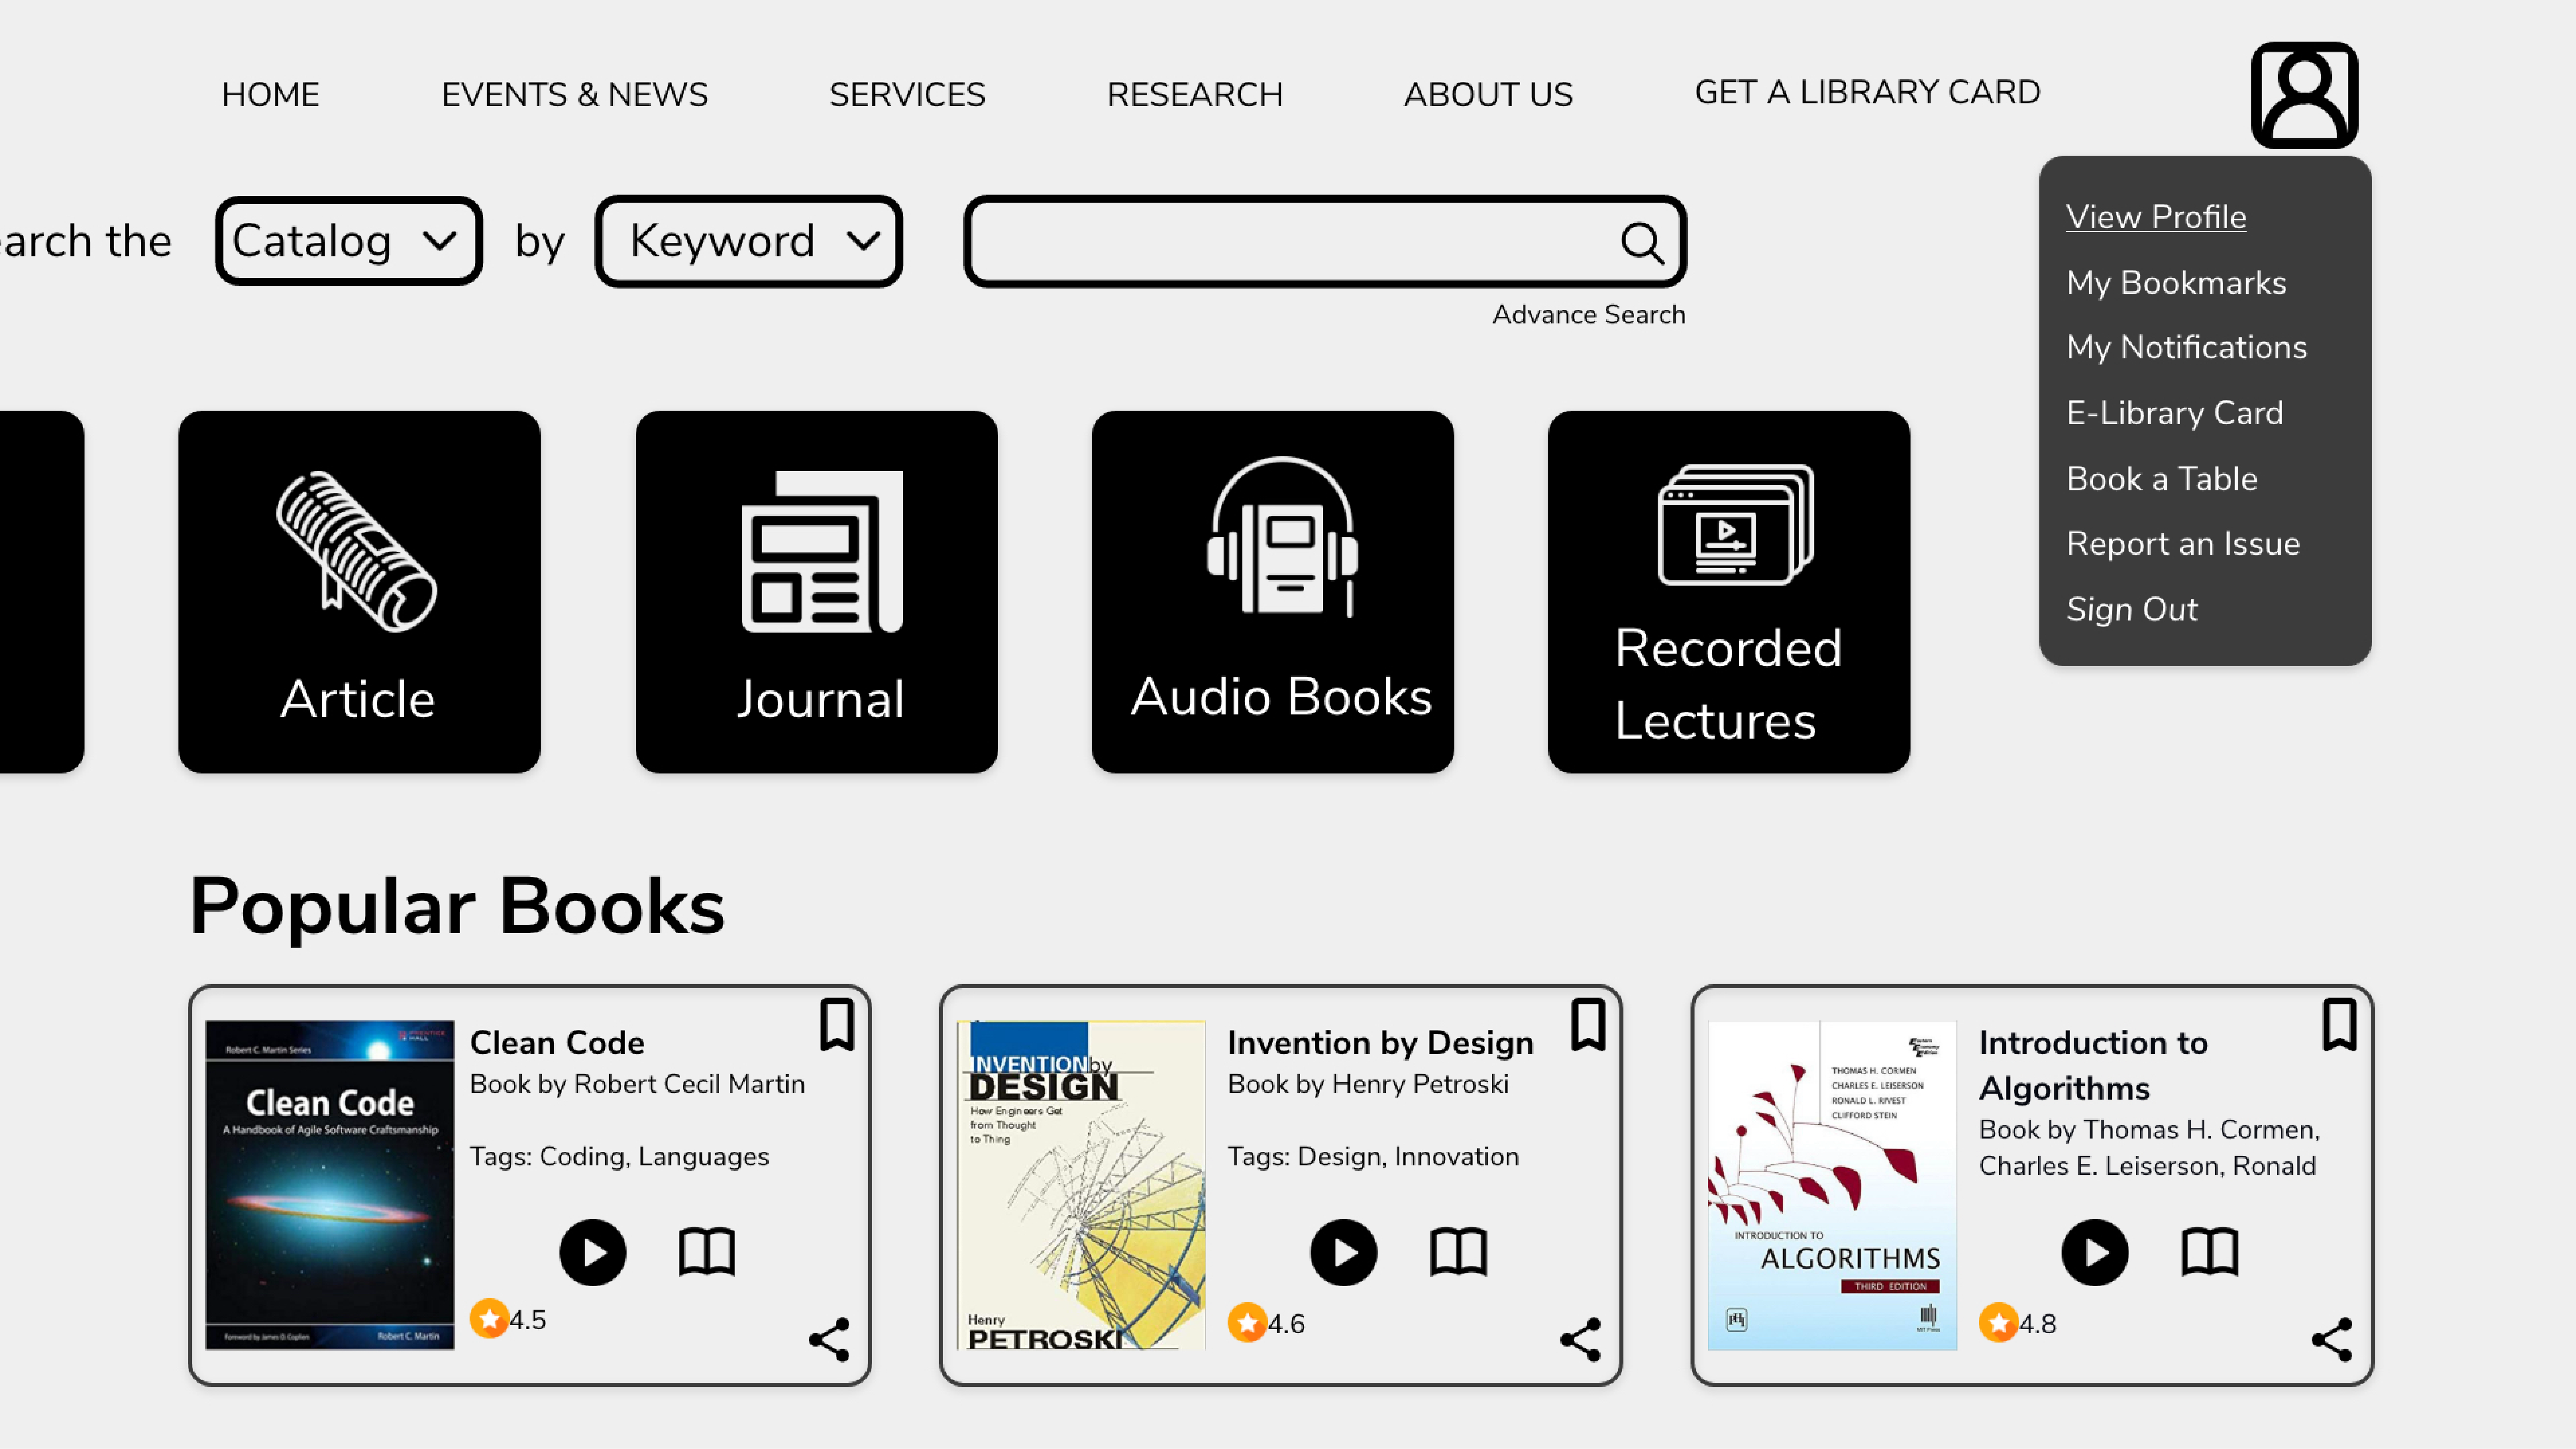 HOME EVENTS & NEWS SERVICES RESEARCH ABOUT US GET A LIBRARY CARD
arch the Catalog by Keyword
Advance Search
View Profile
My Bookmarks
My Notifications
E-Library Card
Book a Table
Report an Issue
Sign Out
Article
Journal
Audio Books
Recorded
Lectures
Popular Books
PRENTICE
HALL
Robert C. Martin Series
Clean Code
A Handbook of Agile Software Craftsmanship
Foreword by James O. Coplien
Robert C. Martin
Clean Code
Book by Robert Cecil Martin
Tags: Coding, Languages
4.5
INVENTION by
DESIGN
How Engineers Get
from Thought
to Thing
Henry
PETROSKI
Invention by Design
Book by Henry Petroski
Tags: Design, Innovation
4.6
Eastern
Economy
Edition
THOMAS H. CORMEN
CHARLES E. LEISERSON
RONALD L. RIVEST
CLIFFORD STEIN
INTRODUCTION TO
ALGORITHMS
THIRD EDITION
PHI
MIT Press
Introduction to
Algorithms
Book by Thomas H. Cormen,
Charles E. Leiserson, Ronald
4.8